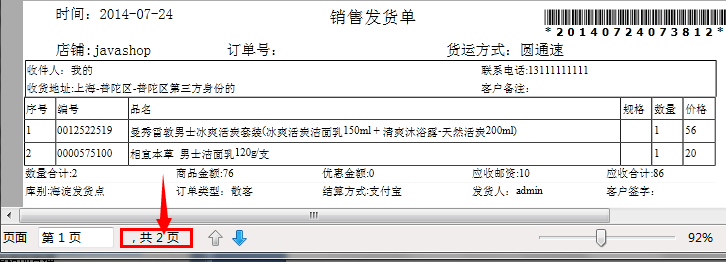 时间：2014-07-24 销售发货单
*20140724073812*
店铺:javashop 订单号: 货运方式: 圆通速
收件人: 我的 联系电话:13111111111
收货地址:上海-普陀区-普陀区第三方身份的 客户备注:
序号 编号 品名 规格 数量 价格
1 0012522519 曼秀雷敦男士冰爽活炭套装(冰爽活炭洁面乳150ml＋清爽沐浴露-天然活炭200ml) 1 56
2 0000575100 相宜本草 男士洁面乳120g/支 1 20
数量合计:2 商品金额:76 优惠金额:0 应收邮资:10 应收合计:86
库别:海淀发货点 订单类型: 散客 结算方式:支付宝 发货人: admin 客户签字:
页面 第 1 页 , 共 2 页 92%